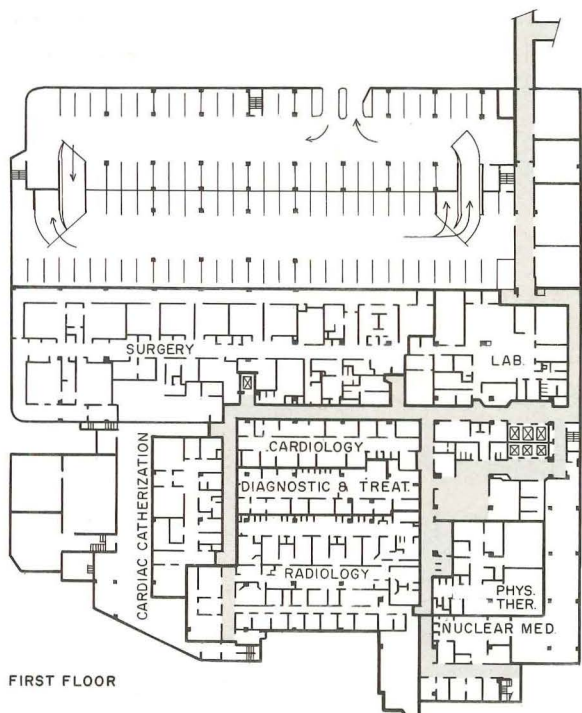 SURGERY
LAB.
CARDIOLOGY
DIAGNOSTIC & TREAT.
CARDIAC CATHERIZATION
RADIOLOGY
PHYS.
THER.
NUCLEAR MED.
FIRST FLOOR